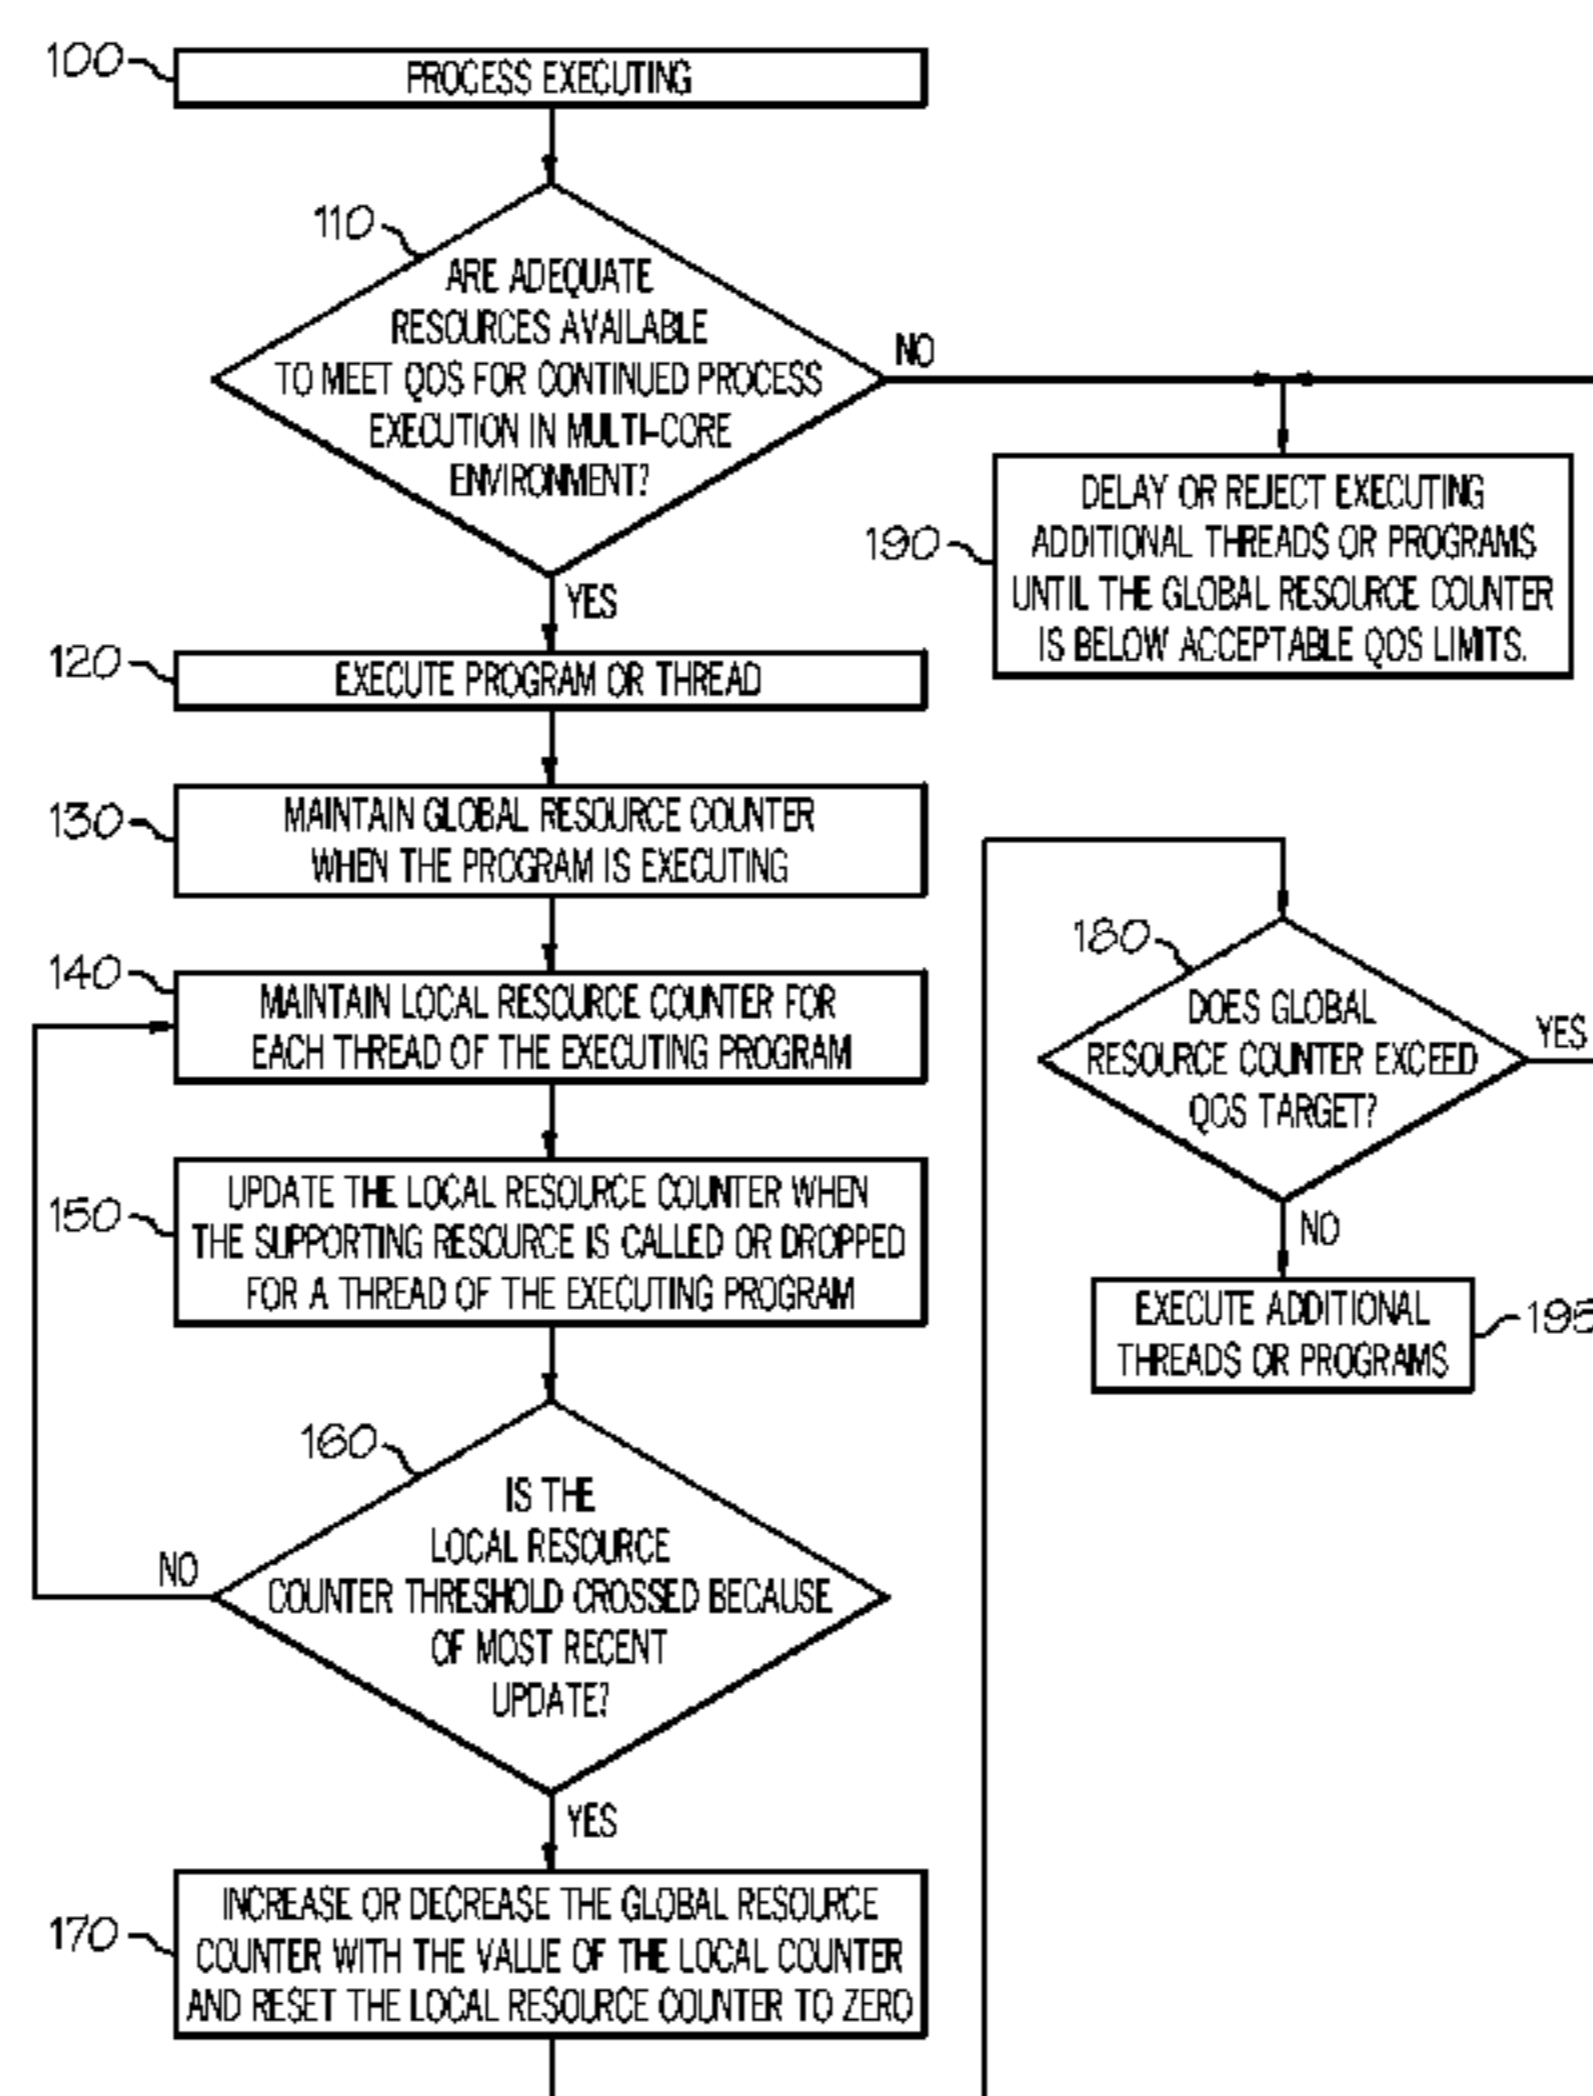 100
PROCESS EXECUTING
110
ARE ADEQUATE
RESOURCES AVAILABLE
TO MEET QOS FOR CONTINUED PROCESS
EXECUTION IN MULTI-CORE
ENVIRONMENT?
NO
YES
120
EXECUTE PROGRAM OR THREAD
130
MAINTAIN GLOBAL RESOURCE COUNTER
WHEN THE PROGRAM IS EXECUTING
140
MAINTAIN LOCAL RESOURCE COUNTER FOR
EACH THREAD OF THE EXECUTING PROGRAM
150
UPDATE THE LOCAL RESOURCE COUNTER WHEN
THE SUPPORTING RESOURCE IS CALLED OR DROPPED
FOR A THREAD OF THE EXECUTING PROGRAM
160
IS THE
LOCAL RESOURCE
COUNTER THRESHOLD CROSSED BECAUSE
OF MOST RECENT
UPDATE?
NO
YES
170
INCREASE OR DECREASE THE GLOBAL RESOURCE
COUNTER WITH THE VALUE OF THE LOCAL COUNTER
AND RESET THE LOCAL RESOURCE COUNTER TO ZERO
190
DELAY OR REJECT EXECUTING
ADDITIONAL THREADS OR PROGRAMS
UNTIL THE GLOBAL RESOURCE COUNTER
IS BELOW ACCEPTABLE QOS LIMITS.
180
DOES GLOBAL
RESOURCE COUNTER EXCEED
QOS TARGET?
YES
NO
EXECUTE ADDITIONAL
THREADS OR PROGRAMS
195